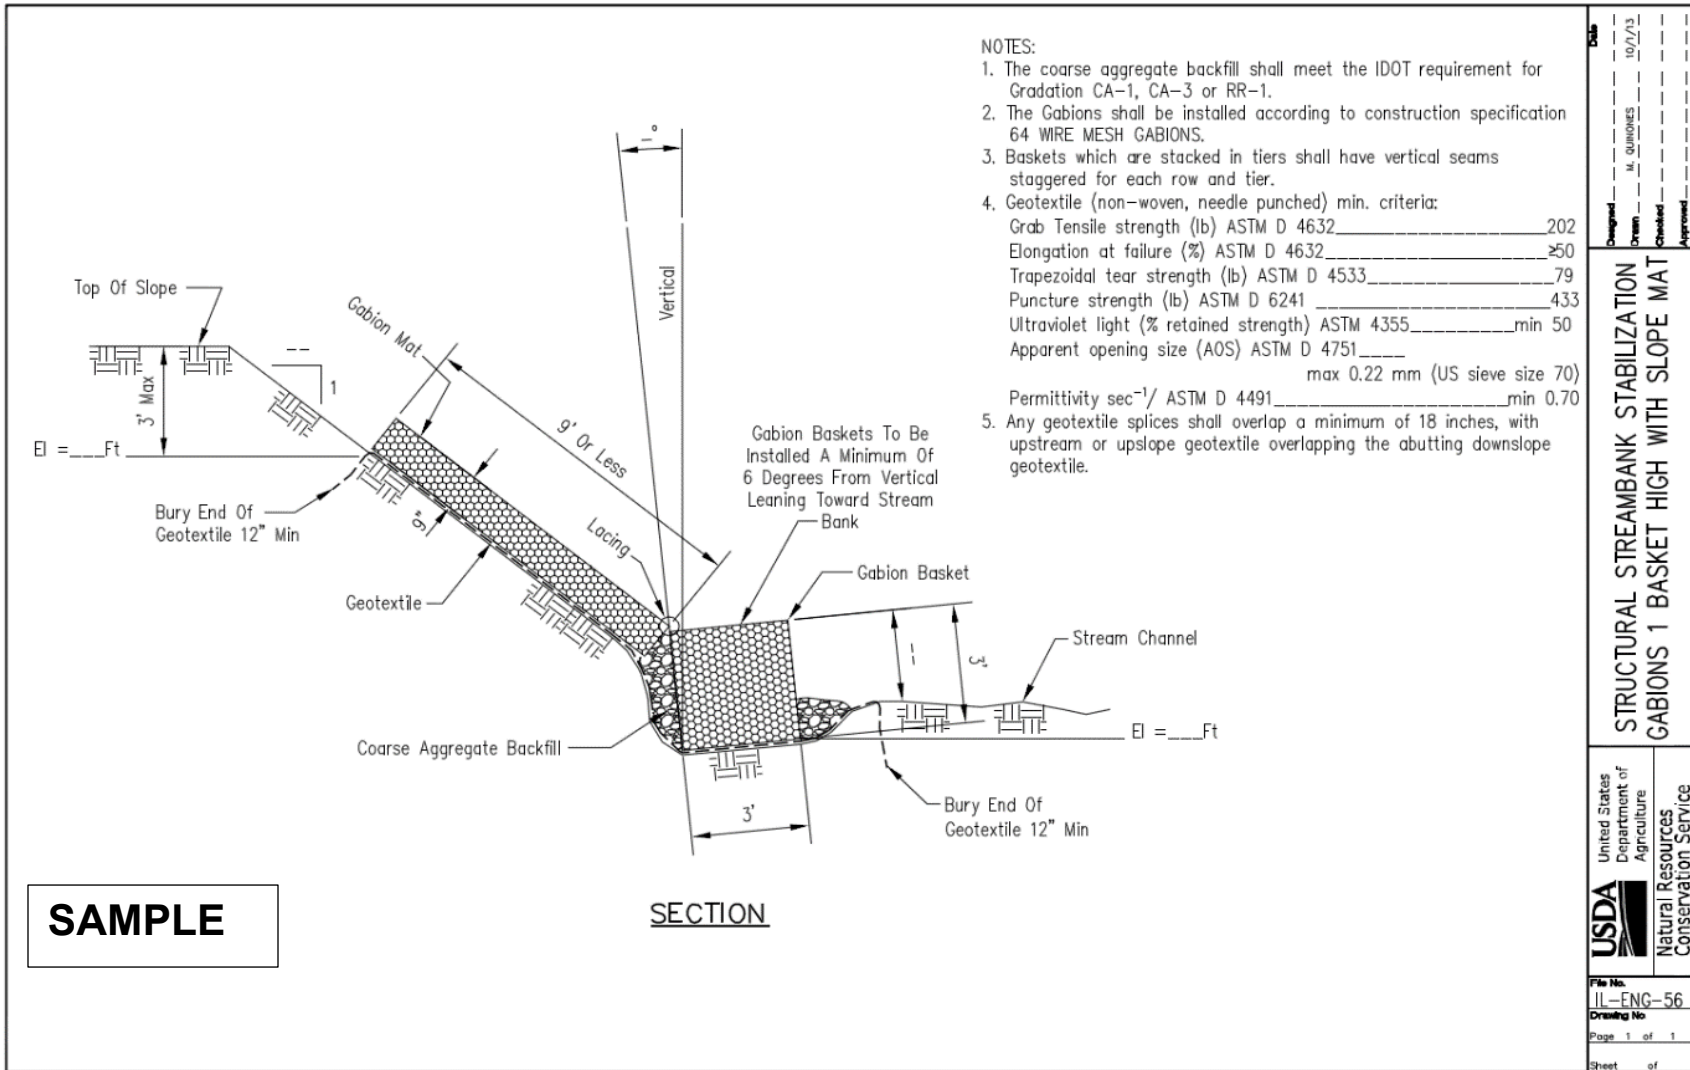 NOTES:
1. The coarse aggregate backfill shall meet the IDOT requirement for
Gradation CA-1, CA-3 or RR-1.
2. The Gabions shall be installed according to construction specification
64 WIRE MESH GABIONS.
3. Baskets which are stacked in tiers shall have vertical seams
staggered for each row and tier.
4. Geotextile (non-woven, needle punched) min. criteria:
Grab Tensile strength (lb) ASTM D 4632____________________202
Elongation at failure (%) ASTM D 4632____________________≥50
Trapezoidal tear strength (lb) ASTM D 4533_________________79
Puncture strength (lb) ASTM D 6241 ______________________433
Ultraviolet light (% retained strength) ASTM 4355_________min 50
Apparent opening size (AOS) ASTM D 4751____
max 0.22 mm (US sieve size 70)
Permittivity sec⁻¹/ ASTM D 4491______________________min 0.70
5. Any geotextile splices shall overlap a minimum of 18 inches, with
upstream or upslope geotextile overlapping the abutting downslope
geotextile.
__°
Vertical
Top Of Slope
Gabion Mat
__
1
3' Max
9' Or Less
El =___Ft
Gabion Baskets To Be
Installed A Minimum Of
6 Degrees From Vertical
Leaning Toward Stream
Bank
Bury End Of
Geotextile 12" Min
9"
Lacing
Gabion Basket
Geotextile
__
3'
Stream Channel
Coarse Aggregate Backfill
El =___Ft
3'
Bury End Of
Geotextile 12" Min
SECTION
SAMPLE
Date
Designed
Drawn M. QUINONES 10/1/13
Checked
Approved
STRUCTURAL STREAMBANK STABILIZATION
GABIONS 1 BASKET HIGH WITH SLOPE MAT
USDA
United States
Department of
Agriculture
Natural Resources
Conservation Service
File No.
IL-ENG-56
Drawing No
Page 1 of 1
Sheet of